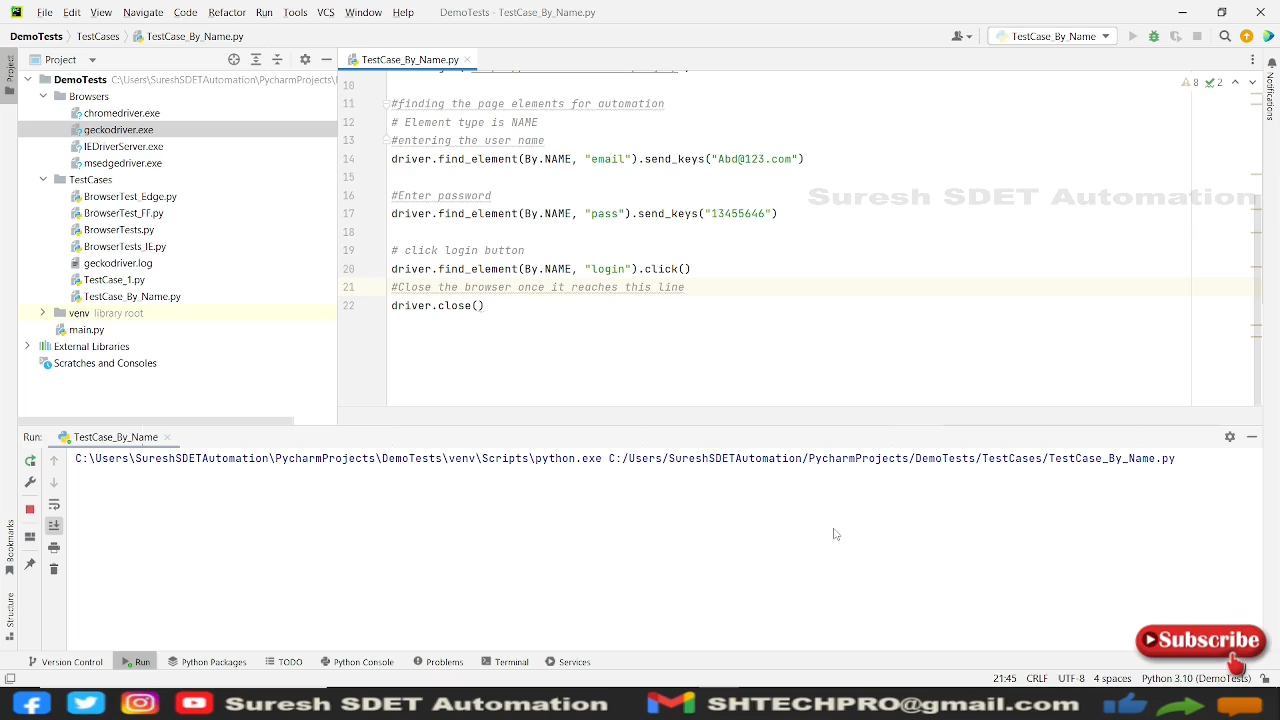 File Edit View Navigate Code Refactor Run Tools VCS Window Help DemoTests - TestCase_By_Name.py
DemoTests TestCases TestCase_By_Name.py TestCase_By_Name
Project TestCase_By_Name.py
8 2
DemoTests C:\Users\SureshSDETAutomation\PycharmProjects\DemoTests
Browsers
chromedriver.exe
geckodriver.exe
IEDriverServer.exe
msedgedriver.exe
TestCases
BrowserTest_Edge.py
BrowserTest_FF.py
BrowserTests.py
BrowserTests_IE.py
geckodriver.log
TestCase_1.py
TestCase_By_Name.py
venv library root
main.py
External Libraries
Scratches and Consoles
10
11 #finding the page elements for automation
12 # Element type is NAME
13 #entering the user name
14 driver.find_element(By.NAME, "email").send_keys("Abd@123.com")
15
16 #Enter password
17 driver.find_element(By.NAME, "pass").send_keys("13455646")
18
19 # click login button
20 driver.find_element(By.NAME, "login").click()
21 #Close the browser once it reaches this line
22 driver.close()
Suresh SDET Automation
Project
Notifications
Bookmarks
Structure
Run: TestCase_By_Name
C:\Users\SureshSDETAutomation\PycharmProjects\DemoTests\venv\Scripts\python.exe C:/Users/SureshSDETAutomation/PycharmProjects/DemoTests/TestCases/TestCase_By_Name.py
Subscribe
Version Control Run Python Packages TODO Python Console Problems Terminal Services
21:45 CRLF UTF-8 4 spaces Python 3.10 (DemoTests)
Suresh SDET Automation SHTECHPRO@gmail.com